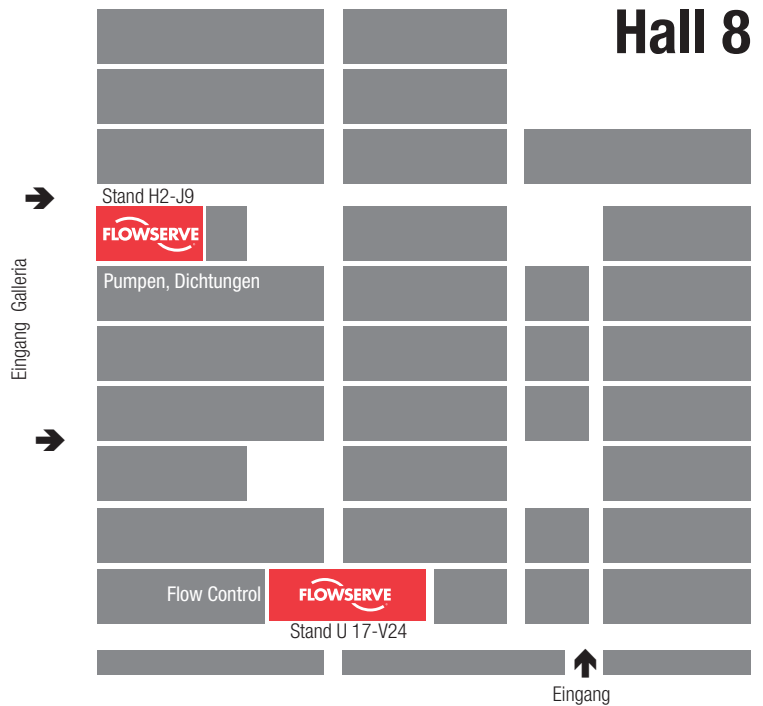 Hall 8
Stand H2-J9
FLOWSERVE
Pumpen, Dichtungen
Eingang Galleria
Flow Control
FLOWSERVE
Stand U 17-V24
Eingang